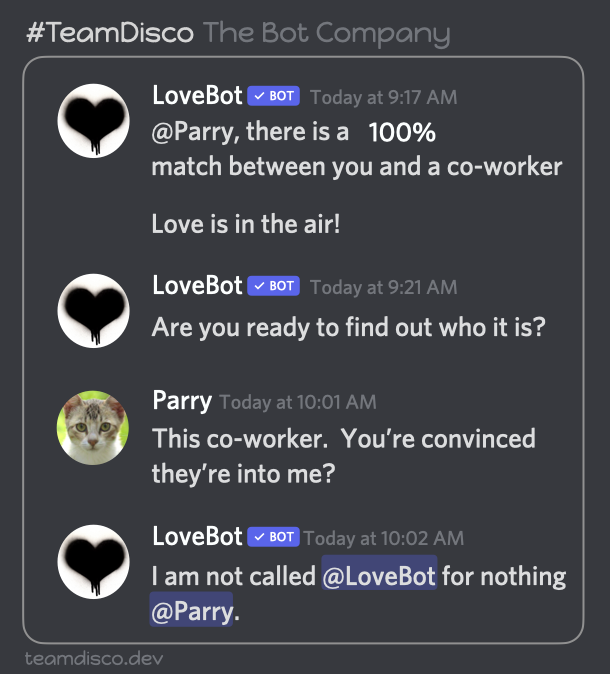 #TeamDisco The Bot Company
LoveBot ✓ BOT Today at 9:17 AM
@Parry, there is a 100%
match between you and a co-worker
Love is in the air!
LoveBot ✓ BOT Today at 9:21 AM
Are you ready to find out who it is?
Parry Today at 10:01 AM
This co-worker. You’re convinced
they’re into me?
LoveBot ✓ BOT Today at 10:02 AM
I am not called @LoveBot for nothing
@Parry.
teamdisco.dev